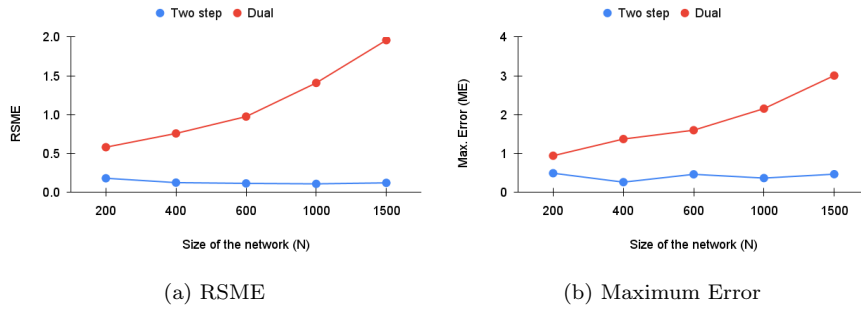 Two step Dual
2.0
1.5
1.0
0.5
0.0
RSME
200 400 600 1000 1500
Size of the network (N)
(a) RSME
Two step Dual
4
3
2
1
0
Max. Error (ME)
200 400 600 1000 1500
Size of the network (N)
(b) Maximum Error